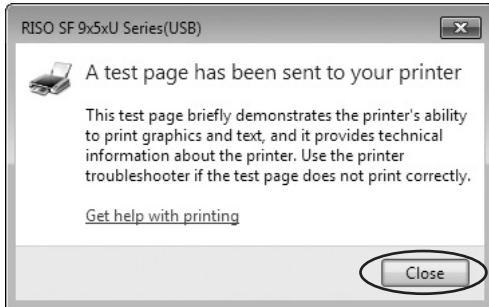 RISO SF 9x5xU Series(USB)
A test page has been sent to your printer
This test page briefly demonstrates the printer's ability
to print graphics and text, and it provides technical
information about the printer. Use the printer
troubleshooter if the test page does not print correctly.
Get help with printing
Close